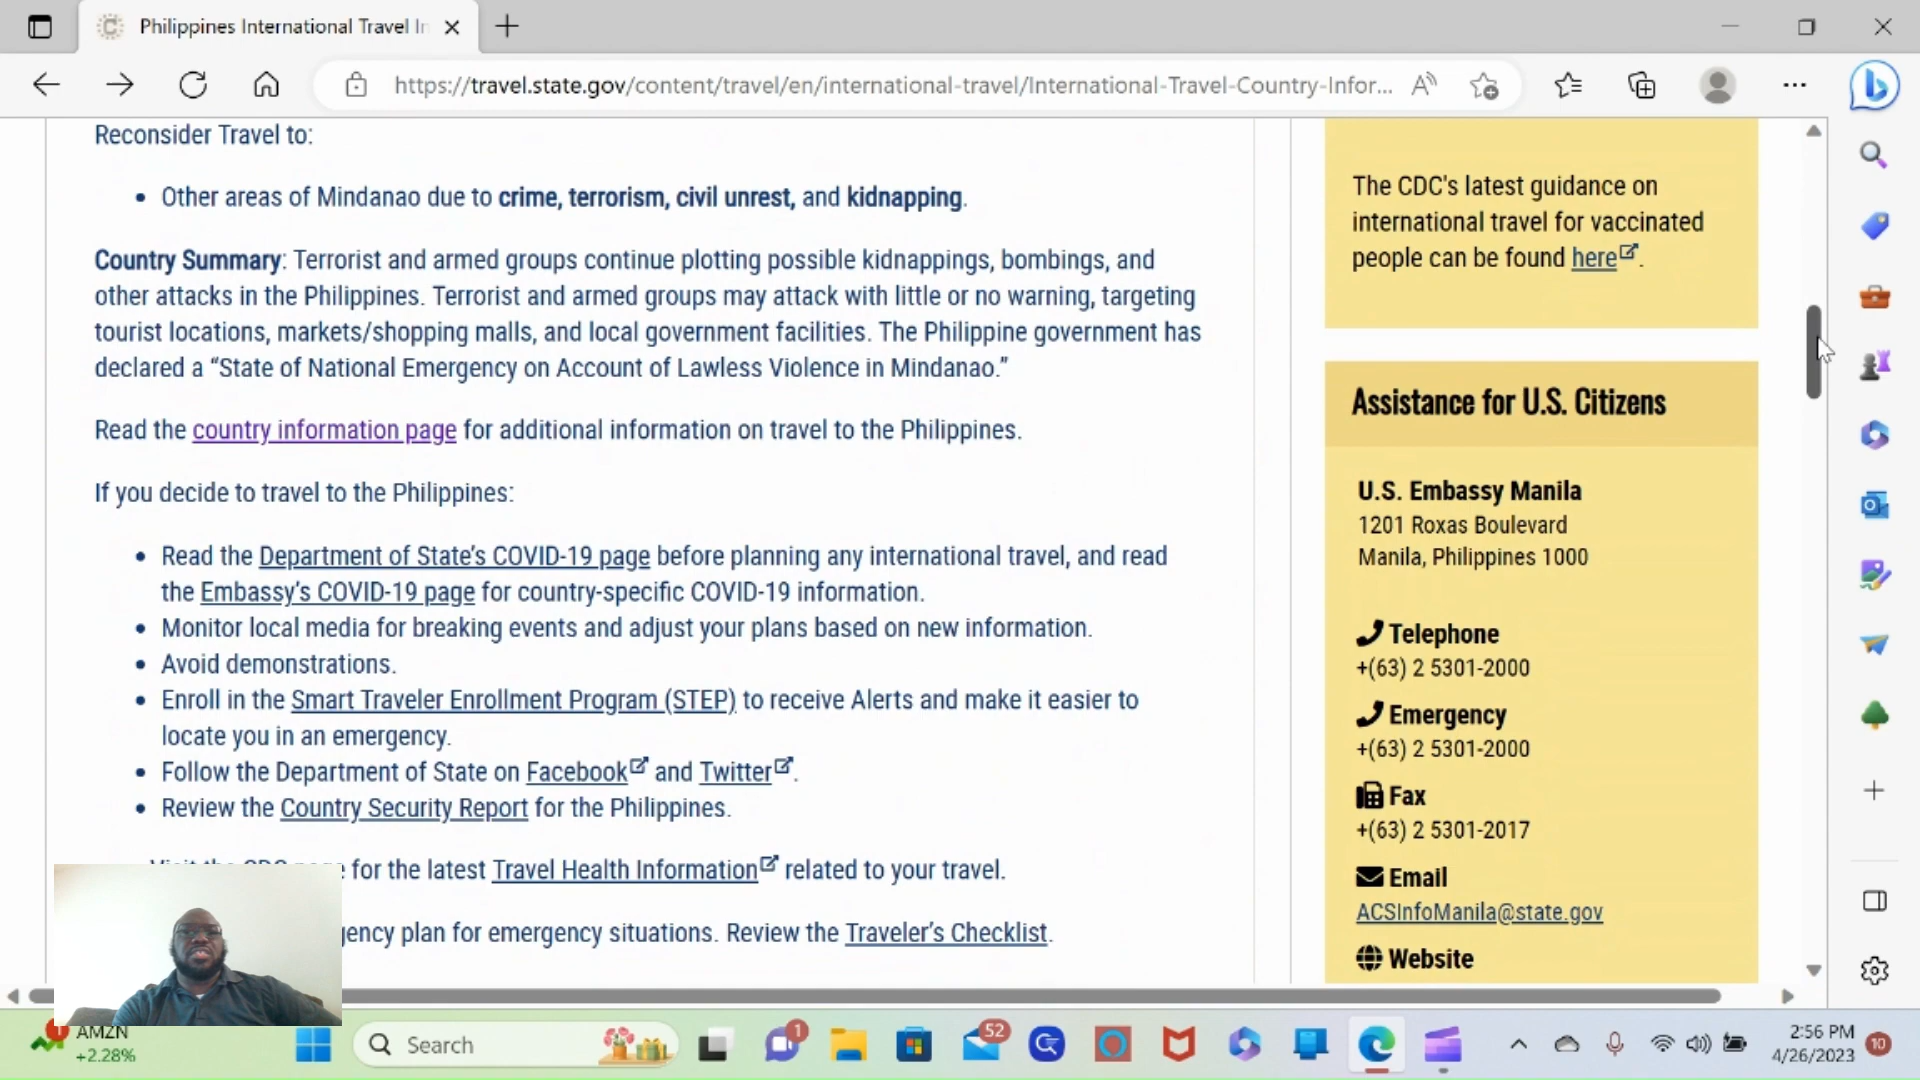 Philippines International Travel In
https://travel.state.gov/content/travel/en/international-travel/International-Travel-Country-Infor...
Reconsider Travel to:
• Other areas of Mindanao due to crime, terrorism, civil unrest, and kidnapping.
Country Summary: Terrorist and armed groups continue plotting possible kidnappings, bombings, and
other attacks in the Philippines. Terrorist and armed groups may attack with little or no warning, targeting
tourist locations, markets/shopping malls, and local government facilities. The Philippine government has
declared a “State of National Emergency on Account of Lawless Violence in Mindanao.”
Read the country information page for additional information on travel to the Philippines.
If you decide to travel to the Philippines:
• Read the Department of State’s COVID-19 page before planning any international travel, and read
the Embassy’s COVID-19 page for country-specific COVID-19 information.
• Monitor local media for breaking events and adjust your plans based on new information.
• Avoid demonstrations.
• Enroll in the Smart Traveler Enrollment Program (STEP) to receive Alerts and make it easier to
locate you in an emergency.
• Follow the Department of State on Facebook and Twitter.
• Review the Country Security Report for the Philippines.
for the latest Travel Health Information related to your travel.
gency plan for emergency situations. Review the Traveler’s Checklist.
The CDC's latest guidance on
international travel for vaccinated
people can be found here.
Assistance for U.S. Citizens
U.S. Embassy Manila
1201 Roxas Boulevard
Manila, Philippines 1000
Telephone
+(63) 2 5301-2000
Emergency
+(63) 2 5301-2000
Fax
+(63) 2 5301-2017
Email
ACSInfoManila@state.gov
Website
1
AMZN
+2.28%
Search
1
52
2:56 PM
4/26/2023
10